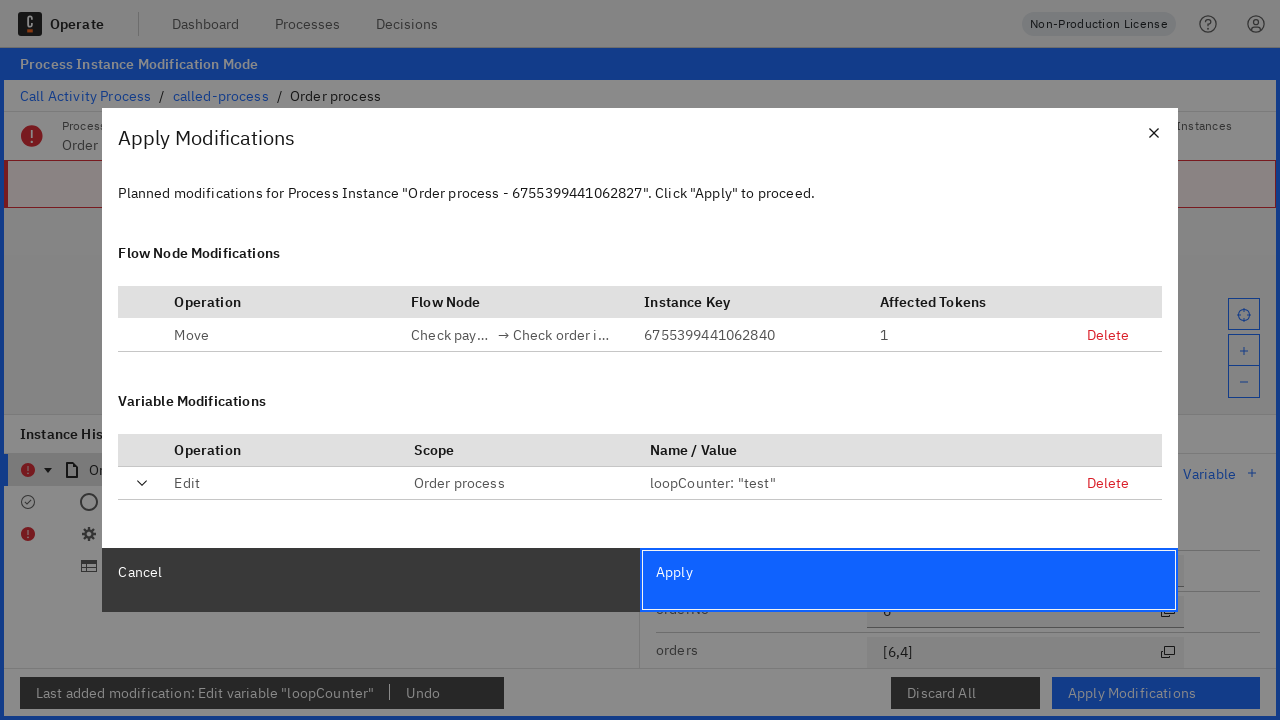 Operate
Dashboard
Processes
Decisions
Non-Production License
Process Instance Modification Mode
Call Activity Process / called-process / Order process
Process
Order
Instances
Apply Modifications
Planned modifications for Process Instance "Order process - 6755399441062827". Click "Apply" to proceed.
Flow Node Modifications
Operation Flow Node Instance Key Affected Tokens
Move Check pay... → Check order i... 6755399441062840 1 Delete
Variable Modifications
Operation Scope Name / Value
Edit Order process loopCounter: "test" Delete
Cancel
Apply
Instance His
Or
Variable +
orders
[6,4]
Last added modification: Edit variable "loopCounter"
Undo
Discard All
Apply Modifications